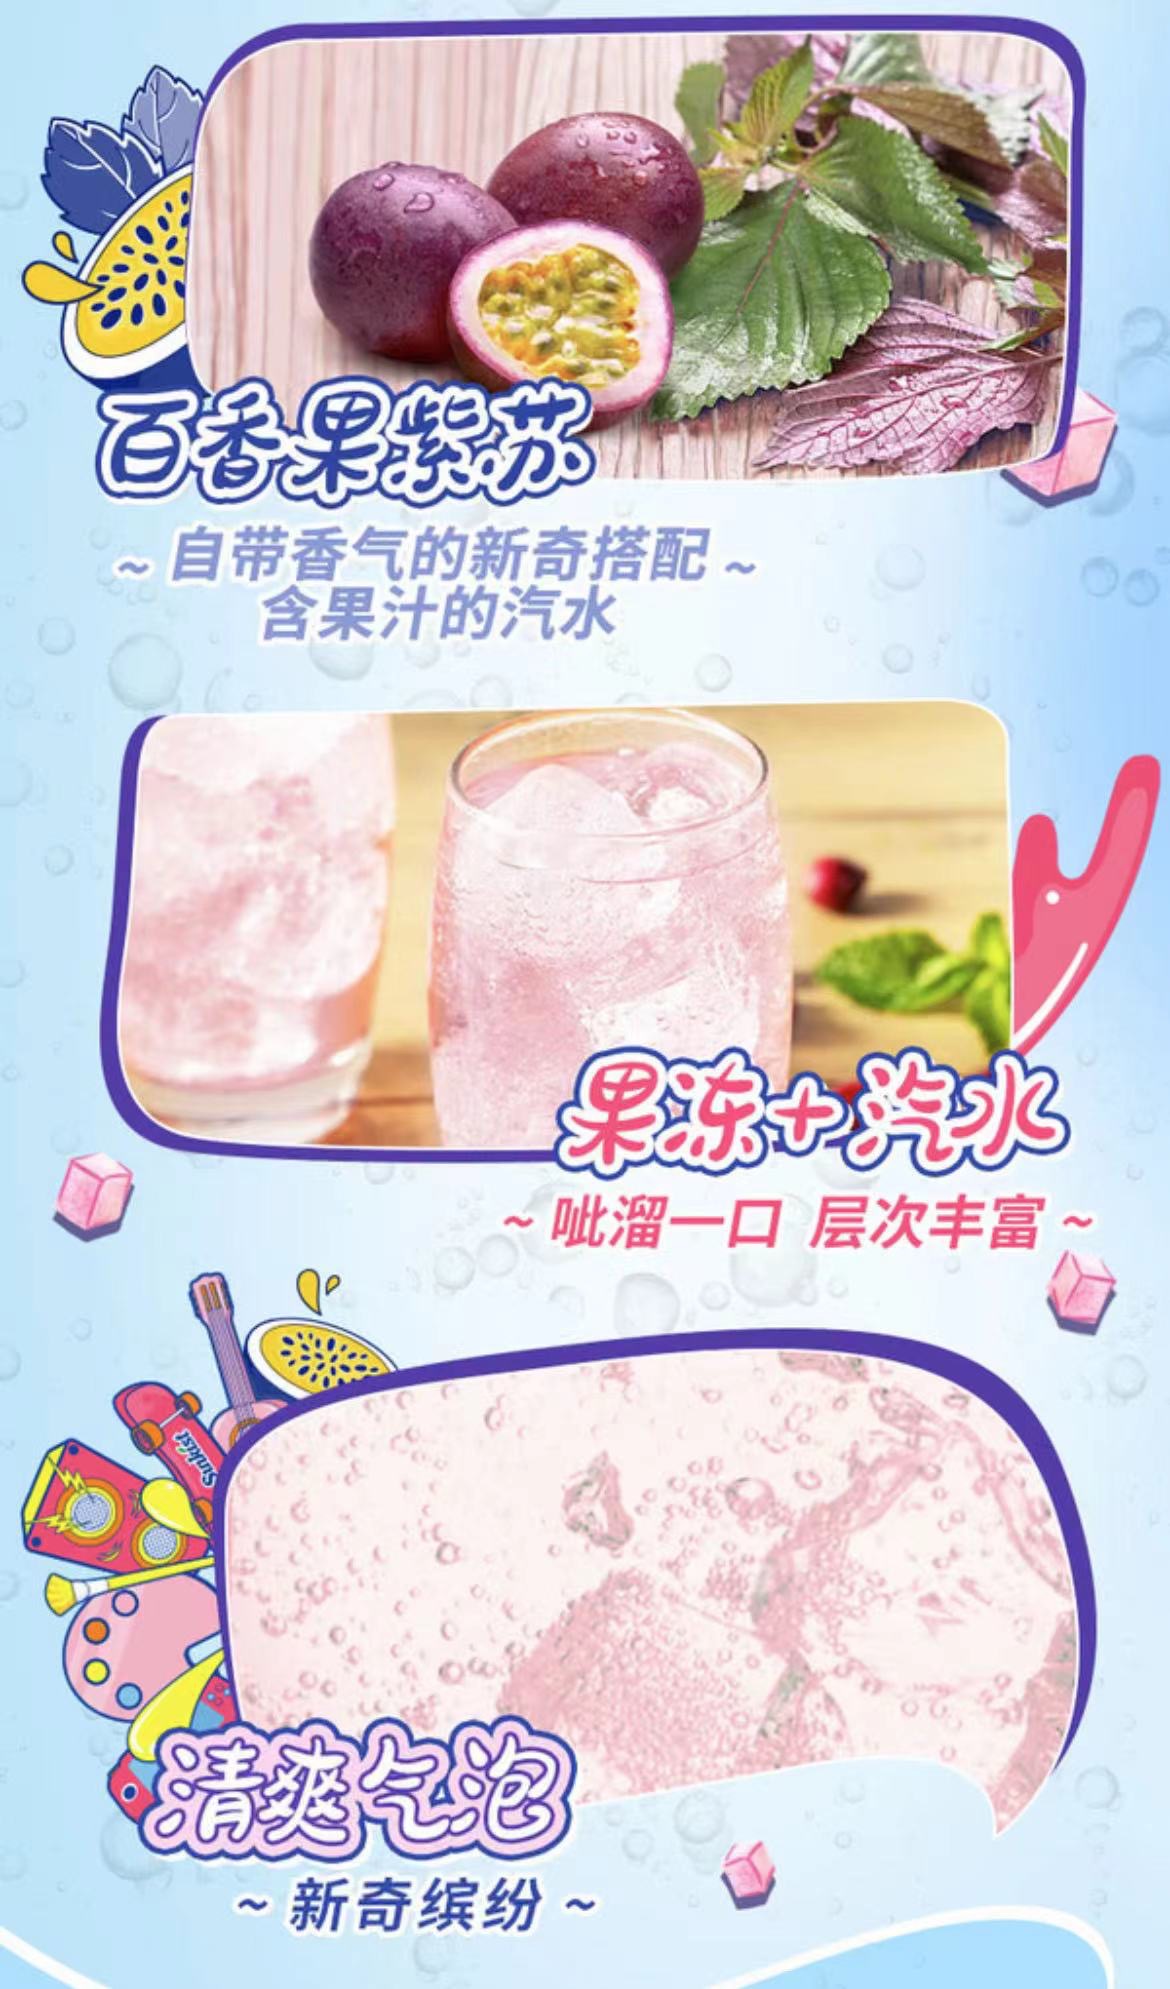 百香果紫苏
~自带香气的新奇搭配~
含果汁的汽水
果冻+汽水
~呲溜一口 层次丰富~
Sunkist
清爽气泡
~新奇缤纷~